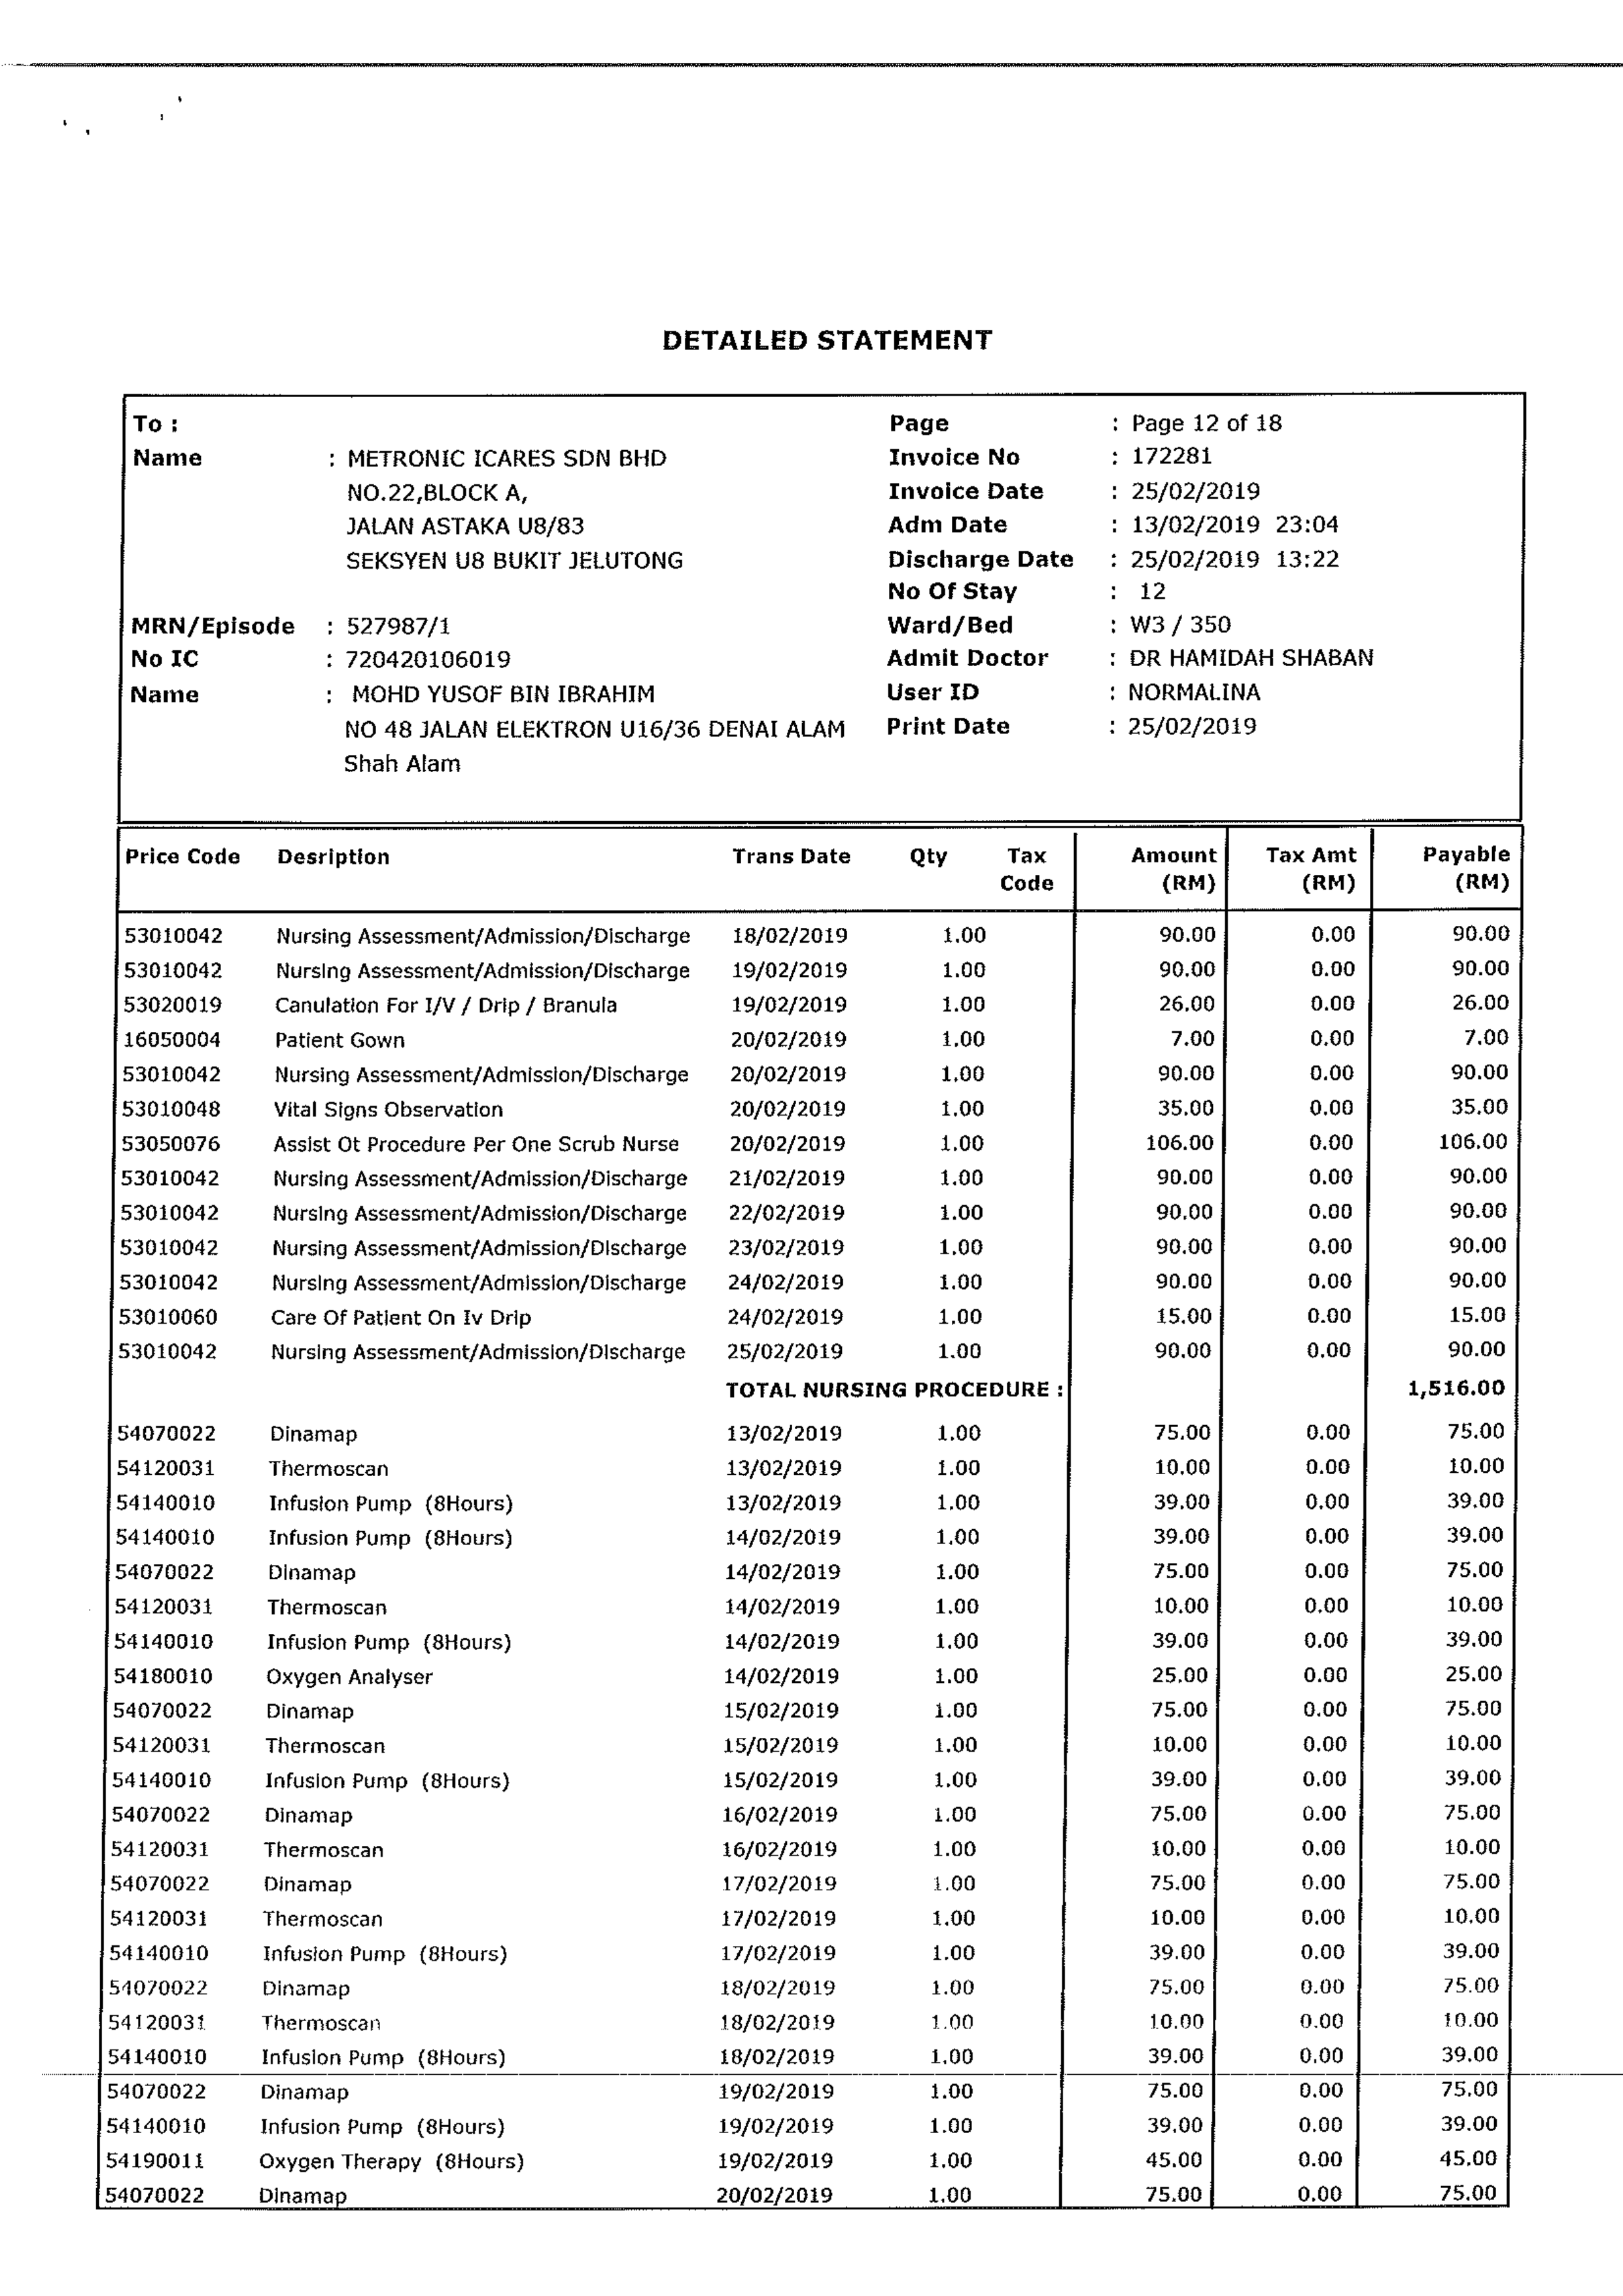 DETAILED STATEMENT
To : Page : Page 12 of 18
Name : METRONIC ICARES SDN BHD Invoice No : 172281
NO.22,BLOCK A, Invoice Date : 25/02/2019
JALAN ASTAKA U8/83 Adm Date : 13/02/2019 23:04
SEKSYEN U8 BUKIT JELUTONG Discharge Date : 25/02/2019 13:22
No Of Stay : 12
MRN/Episode : 527987/1 Ward/Bed : W3 / 350
No IC : 720420106019 Admit Doctor : DR HAMIDAH SHABAN
Name : MOHD YUSOF BIN IBRAHIM User ID : NORMALINA
NO 48 JALAN ELEKTRON U16/36 DENAI ALAM Print Date : 25/02/2019
Shah Alam
Price Code Desription Trans Date Qty Tax Amount Tax Amt Payable
Code (RM) (RM) (RM)
53010042 Nursing Assessment/Admission/Discharge 18/02/2019 1.00 90.00 0.00 90.00
53010042 Nursing Assessment/Admission/Discharge 19/02/2019 1.00 90.00 0.00 90.00
53020019 Canulation For I/V / Drip / Branula 19/02/2019 1.00 26.00 0.00 26.00
16050004 Patient Gown 20/02/2019 1.00 7.00 0.00 7.00
53010042 Nursing Assessment/Admission/Discharge 20/02/2019 1.00 90.00 0.00 90.00
53010048 Vital Signs Observation 20/02/2019 1.00 35.00 0.00 35.00
53050076 Assist Ot Procedure Per One Scrub Nurse 20/02/2019 1.00 106.00 0.00 106.00
53010042 Nursing Assessment/Admission/Discharge 21/02/2019 1.00 90.00 0.00 90.00
53010042 Nursing Assessment/Admission/Discharge 22/02/2019 1.00 90.00 0.00 90.00
53010042 Nursing Assessment/Admission/Discharge 23/02/2019 1.00 90.00 0.00 90.00
53010042 Nursing Assessment/Admission/Discharge 24/02/2019 1.00 90.00 0.00 90.00
53010060 Care Of Patient On Iv Drip 24/02/2019 1.00 15.00 0.00 15.00
53010042 Nursing Assessment/Admission/Discharge 25/02/2019 1.00 90.00 0.00 90.00
TOTAL NURSING PROCEDURE : 1,516.00
54070022 Dinamap 13/02/2019 1.00 75.00 0.00 75.00
54120031 Thermoscan 13/02/2019 1.00 10.00 0.00 10.00
54140010 Infusion Pump (8Hours) 13/02/2019 1.00 39.00 0.00 39.00
54140010 Infusion Pump (8Hours) 14/02/2019 1.00 39.00 0.00 39.00
54070022 Dinamap 14/02/2019 1.00 75.00 0.00 75.00
54120031 Thermoscan 14/02/2019 1.00 10.00 0.00 10.00
54140010 Infusion Pump (8Hours) 14/02/2019 1.00 39.00 0.00 39.00
54180010 Oxygen Analyser 14/02/2019 1.00 25.00 0.00 25.00
54070022 Dinamap 15/02/2019 1.00 75.00 0.00 75.00
54120031 Thermoscan 15/02/2019 1.00 10.00 0.00 10.00
54140010 Infusion Pump (8Hours) 15/02/2019 1.00 39.00 0.00 39.00
54070022 Dinamap 16/02/2019 1.00 75.00 0.00 75.00
54120031 Thermoscan 16/02/2019 1.00 10.00 0.00 10.00
54070022 Dinamap 17/02/2019 1.00 75.00 0.00 75.00
54120031 Thermoscan 17/02/2019 1.00 10.00 0.00 10.00
54140010 Infusion Pump (8Hours) 17/02/2019 1.00 39.00 0.00 39.00
54070022 Dinamap 18/02/2019 1.00 75.00 0.00 75.00
54120031 Thermoscan 18/02/2019 1.00 10.00 0.00 10.00
54140010 Infusion Pump (8Hours) 18/02/2019 1.00 39.00 0.00 39.00
54070022 Dinamap 19/02/2019 1.00 75.00 0.00 75.00
54140010 Infusion Pump (8Hours) 19/02/2019 1.00 39.00 0.00 39.00
54190011 Oxygen Therapy (8Hours) 19/02/2019 1.00 45.00 0.00 45.00
54070022 Dinamap 20/02/2019 1.00 75.00 0.00 75.00